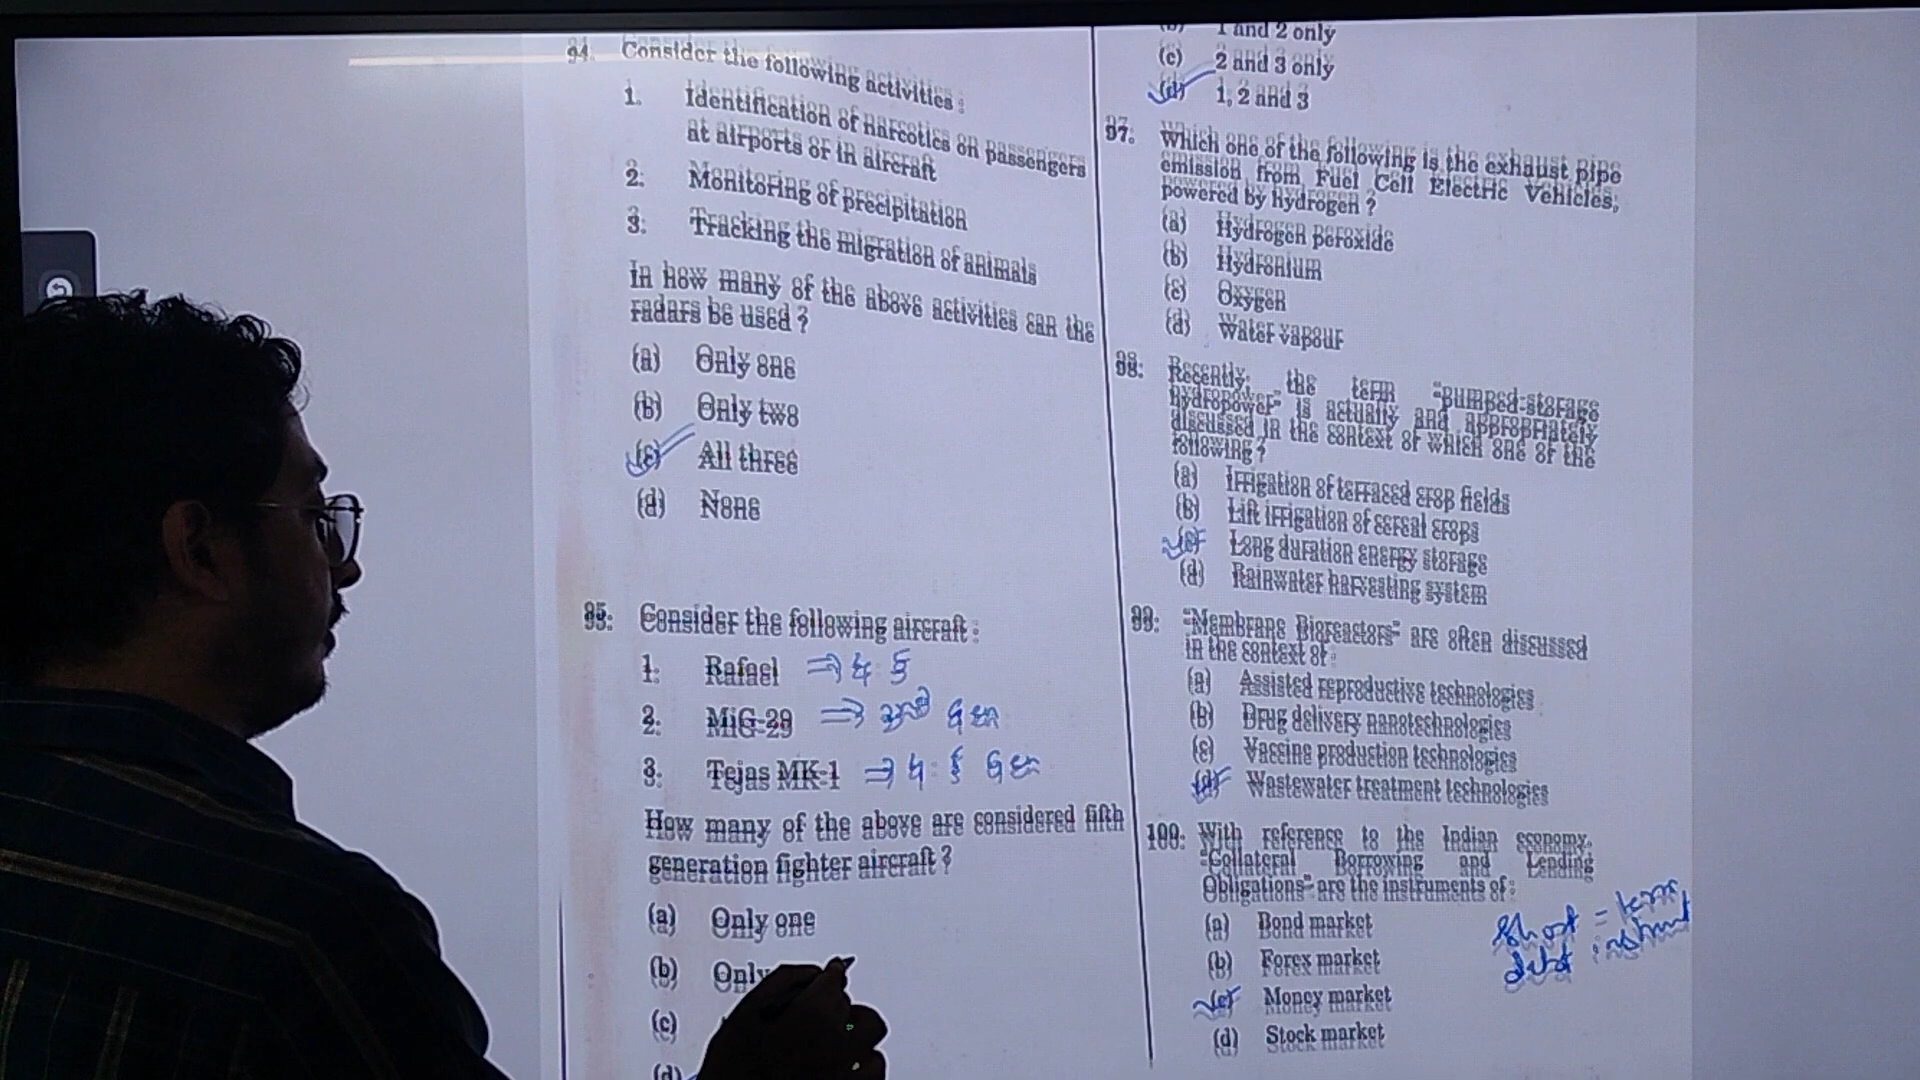 94. Consider the following activities :
1. Identification of narcotics on passengers
at airports or in aircraft
2. Monitoring of precipitation
3. Tracking the migration of animals
In how many of the above activities can the
radars be used ?
(a) Only one
(b) Only two
(c) All three
(d) None
95. Consider the following aircraft :
1. Rafael ⇒ 4.5
2. MiG-29 ⇒ Gen
3. Tejas MK-1 ⇒ 4.5 Gen
How many of the above are considered fifth
generation fighter aircraft ?
(a) Only one
(b) Only
(c)
(d)
(b) 1 and 2 only
(c) 2 and 3 only
(d) 1, 2 and 3
97. Which one of the following is the exhaust pipe
emission from Fuel Cell Electric Vehicles,
powered by hydrogen ?
(a) Hydrogen peroxide
(b) Hydronium
(c) Oxygen
(d) Water vapour
98. Recently, the term "pumped-storage
hydropower" is actually and appropriately
discussed in the context of which one of the
following ?
(a) Irrigation of terraced crop fields
(b) Lift irrigation of cereal crops
(c) Long duration energy storage
(d) Rainwater harvesting system
99. "Membrane Bioreactors" are often discussed
in the context of :
(a) Assisted reproductive technologies
(b) Drug delivery nanotechnologies
(c) Vaccine production technologies
(d) Wastewater treatment technologies
100. With reference to the Indian economy,
"Collateral Borrowing and Lending
Obligations" are the instruments of :
(a) Bond market
(b) Forex market
(c) Money market
(d) Stock market
Short = term
debt